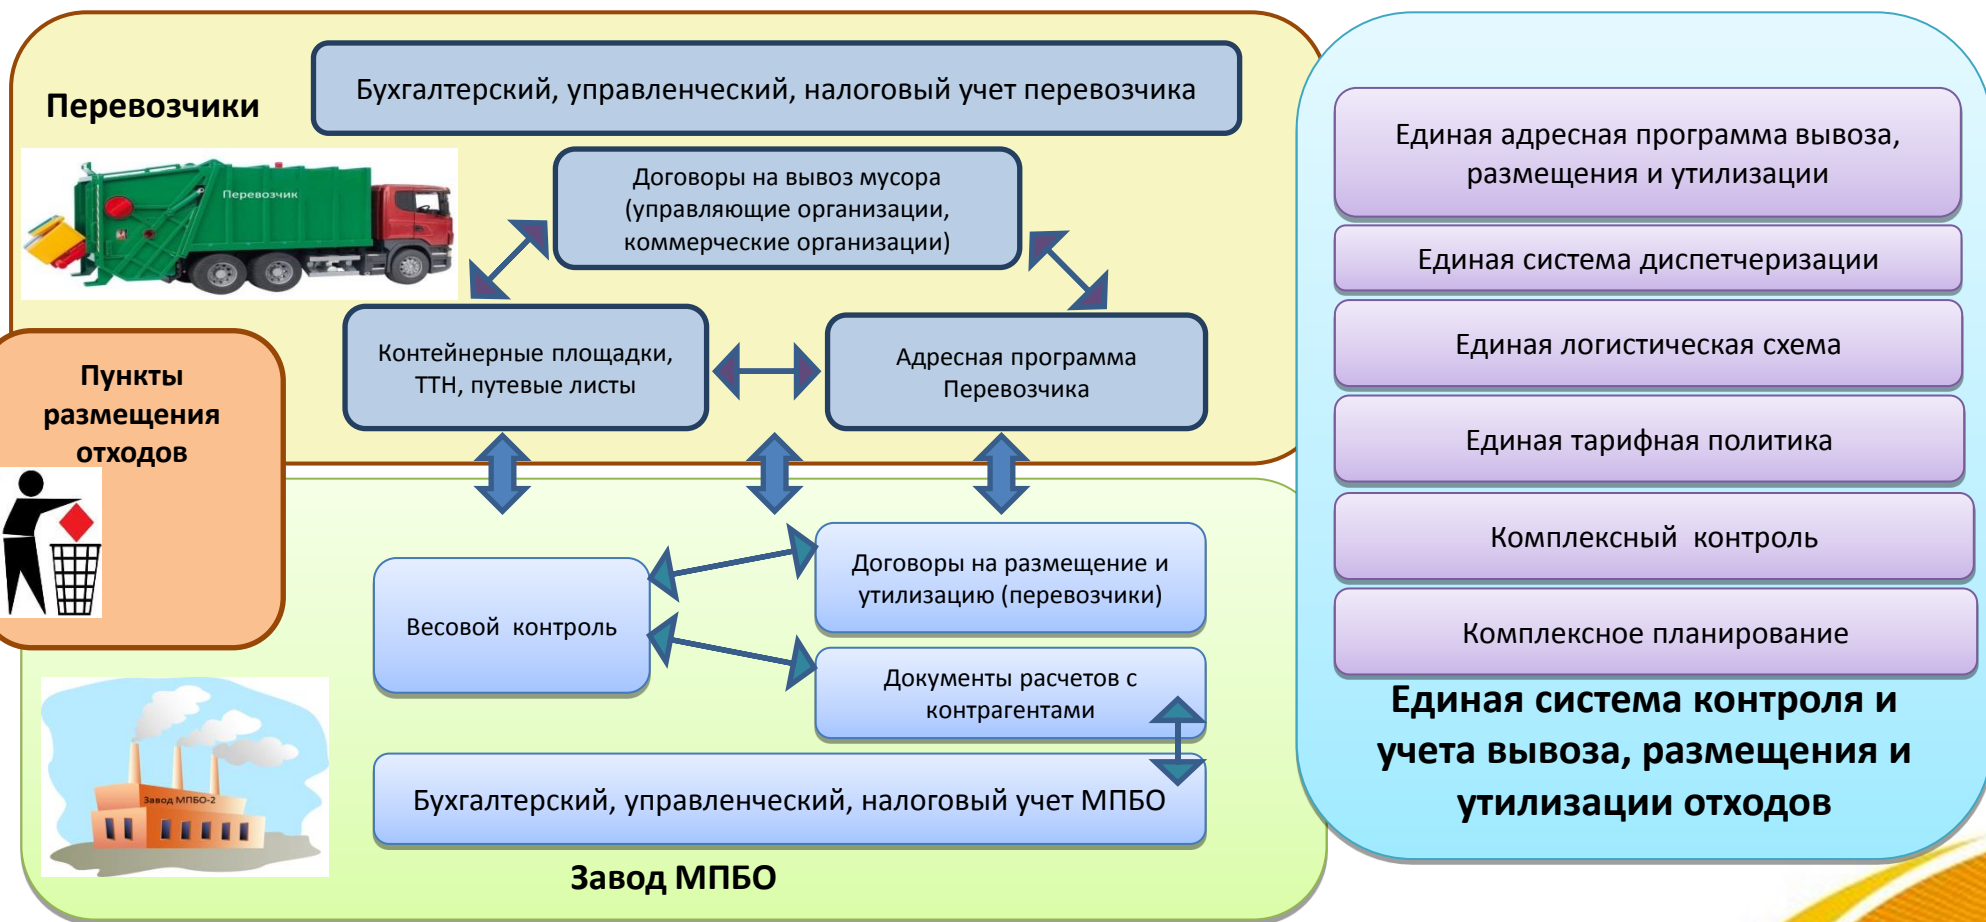 Перевозчики
Бухгалтерский, управленческий, налоговый учет перевозчика
Перевозчик
Договоры на вывоз мусора
(управляющие организации,
коммерческие организации)
Контейнерные площадки,
ТТН, путевые листы
Адресная программа
Перевозчика
Пункты
размещения
отходов
Весовой  контроль
Договоры на размещение и
утилизацию (перевозчики)
Документы расчетов с
контрагентами
Завод МПБО-2
Бухгалтерский, управленческий, налоговый учет МПБО
Завод МПБО
Единая адресная программа вывоза,
размещения и утилизации
Единая система диспетчеризации
Единая логистическая схема
Единая тарифная политика
Комплексный  контроль
Комплексное планирование
Единая система контроля и
учета вывоза, размещения и
утилизации отходов